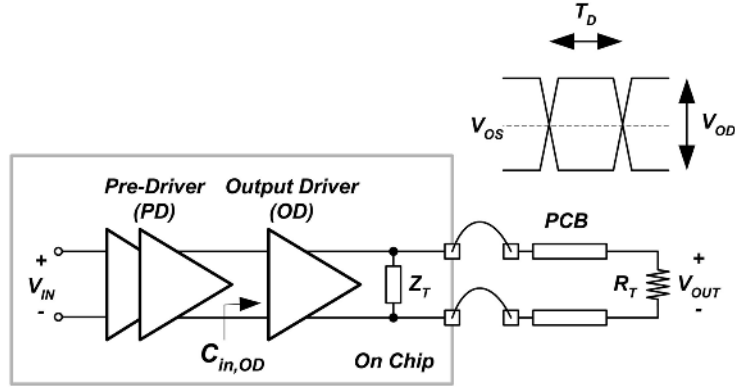 T_D
V_OS
V_OD
Pre-Driver
(PD)
Output Driver
(OD)
PCB
+
V_IN
-
Z_T
R_T
+
V_OUT
-
C_in,OD
On Chip